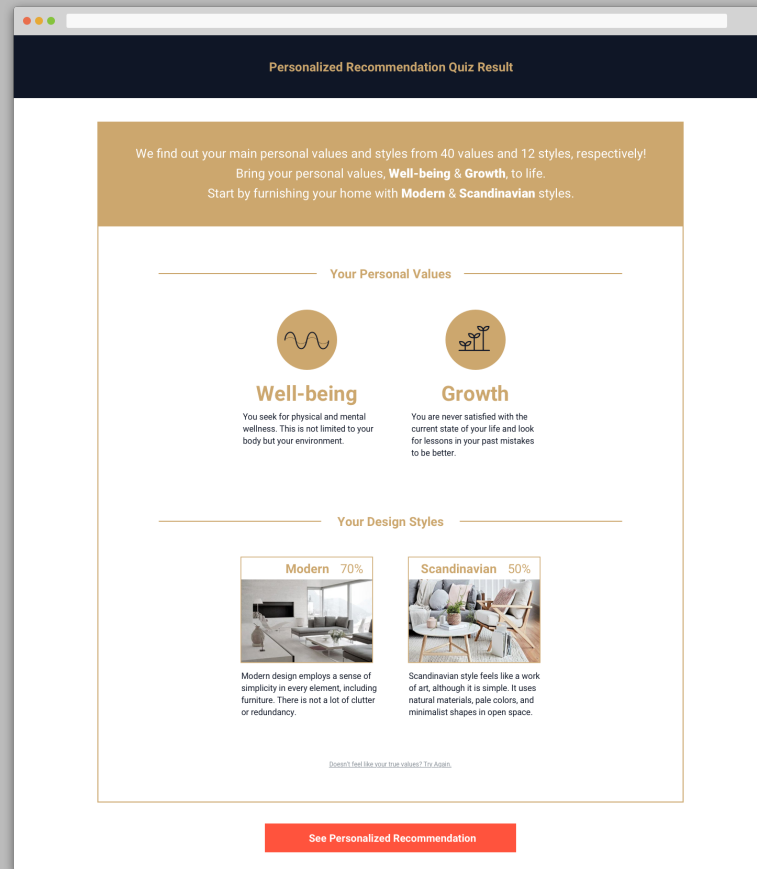 Personalized Recommendation Quiz Result
We find out your main personal values and styles from 40 values and 12 styles, respectively!
Bring your personal values, Well-being & Growth, to life.
Start by furnishing your home with Modern & Scandinavian styles.
Your Personal Values
Well-being
You seek for physical and mental
wellness. This is not limited to your
body but your environment.
Growth
You are never satisfied with the
current state of your life and look
for lessons in your past mistakes
to be better.
Your Design Styles
Modern 70%
Modern design employs a sense of
simplicity in every element, including
furniture. There is not a lot of clutter
or redundancy.
Scandinavian 50%
Scandinavian style feels like a work
of art, although it is simple. It uses
natural materials, pale colors, and
minimalist shapes in open space.
Doesn't feel like your true values? Try Again.
See Personalized Recommendation